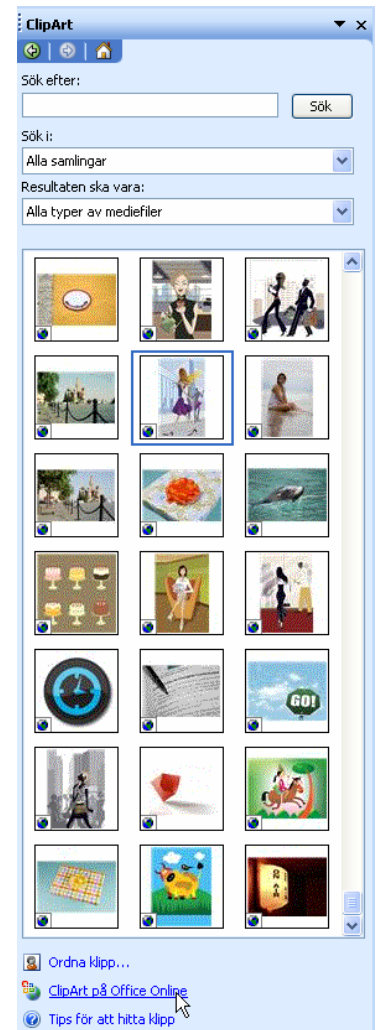 ClipArt
Sök efter:
Sök
Sök i:
Alla samlingar
Resultaten ska vara:
Alla typer av mediefiler
GO!
Ordna klipp...
ClipArt på Office Online
Tips för att hitta klipp